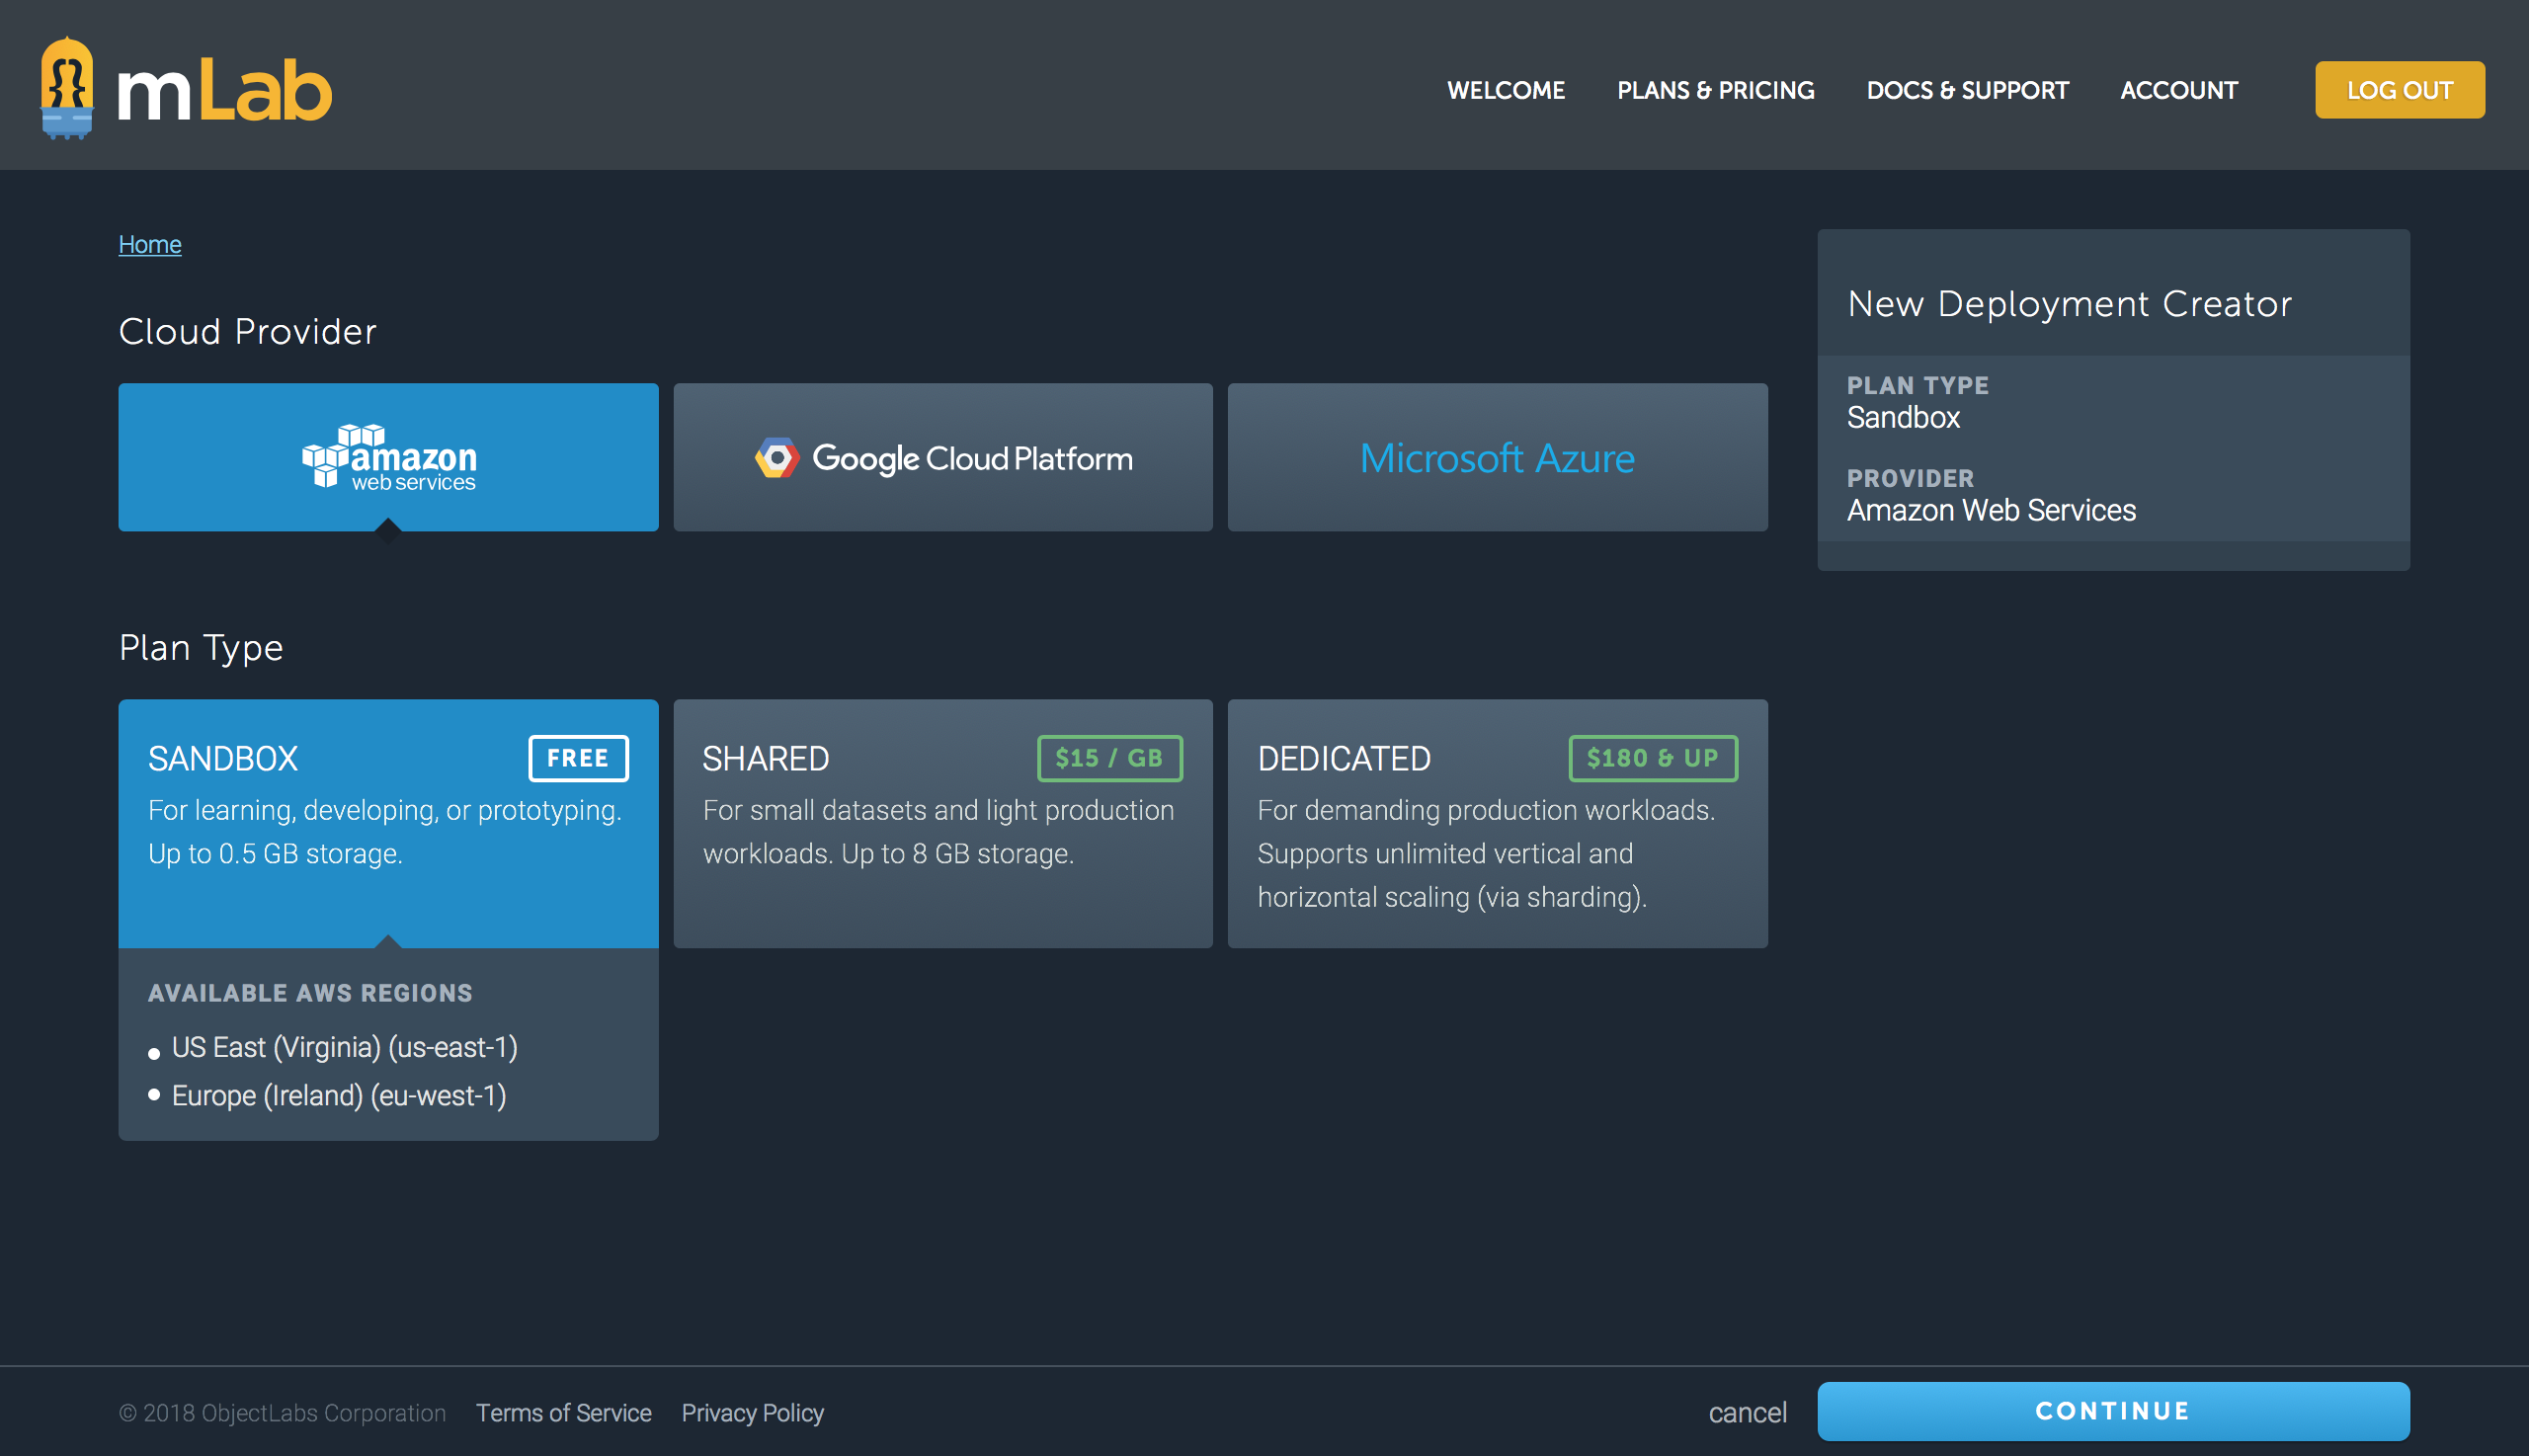 mLab
WELCOME PLANS & PRICING DOCS & SUPPORT ACCOUNT LOG OUT
Home
Cloud Provider
amazon
web services
Google Cloud Platform
Microsoft Azure
New Deployment Creator
PLAN TYPE
Sandbox
PROVIDER
Amazon Web Services
Plan Type
SANDBOX FREE
For learning, developing, or prototyping.
Up to 0.5 GB storage.
SHARED $15 / GB
For small datasets and light production
workloads. Up to 8 GB storage.
DEDICATED $180 & UP
For demanding production workloads.
Supports unlimited vertical and
horizontal scaling (via sharding).
AVAILABLE AWS REGIONS
US East (Virginia) (us-east-1)
Europe (Ireland) (eu-west-1)
© 2018 ObjectLabs Corporation Terms of Service Privacy Policy
cancel CONTINUE